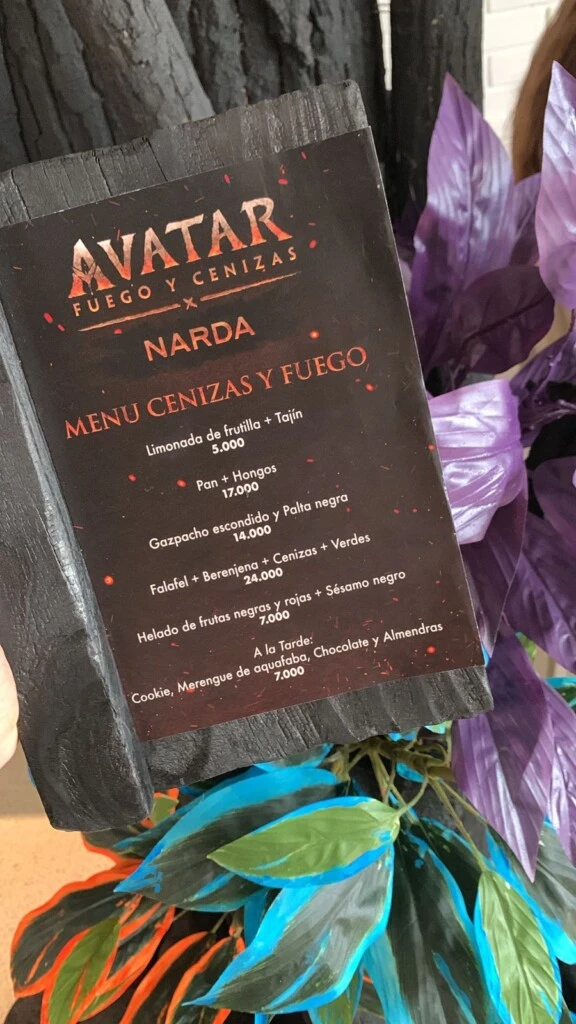 AVATAR
FUEGO Y CENIZAS
X
NARDA
MENU CENIZAS Y FUEGO
Limonada de frutilla + Tajín
5.000
Pan + Hongos
17.000
Gazpacho escondido y Palta negra
14.000
Falafel + Berenjena + Cenizas + Verdes
24.000
Helado de frutas negras y rojas + Sésamo negro
7.000
A la Tarde:
Cookie, Merengue de aquafaba, Chocolate y Almendras
7.000